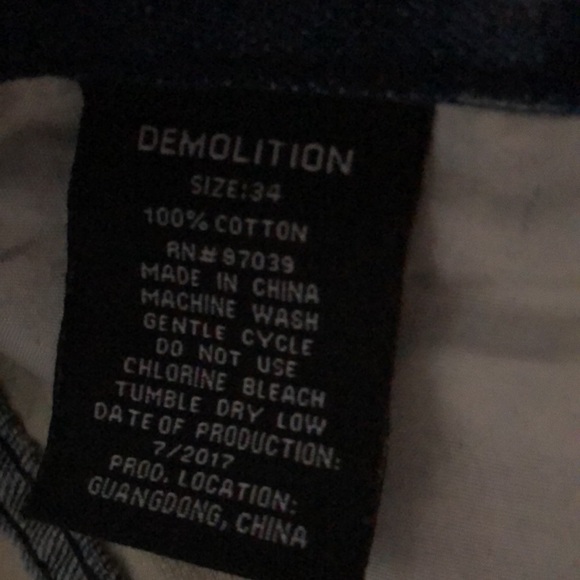 DEMOLITION
SIZE:34
100% COTTON
RN# 97039
MADE IN CHINA
MACHINE WASH
GENTLE CYCLE
DO NOT USE
CHLORINE BLEACH
TUMBLE DRY LOW
DATE OF PRODUCTION:
7/2017
PROD. LOCATION:
GUANGDONG, CHINA